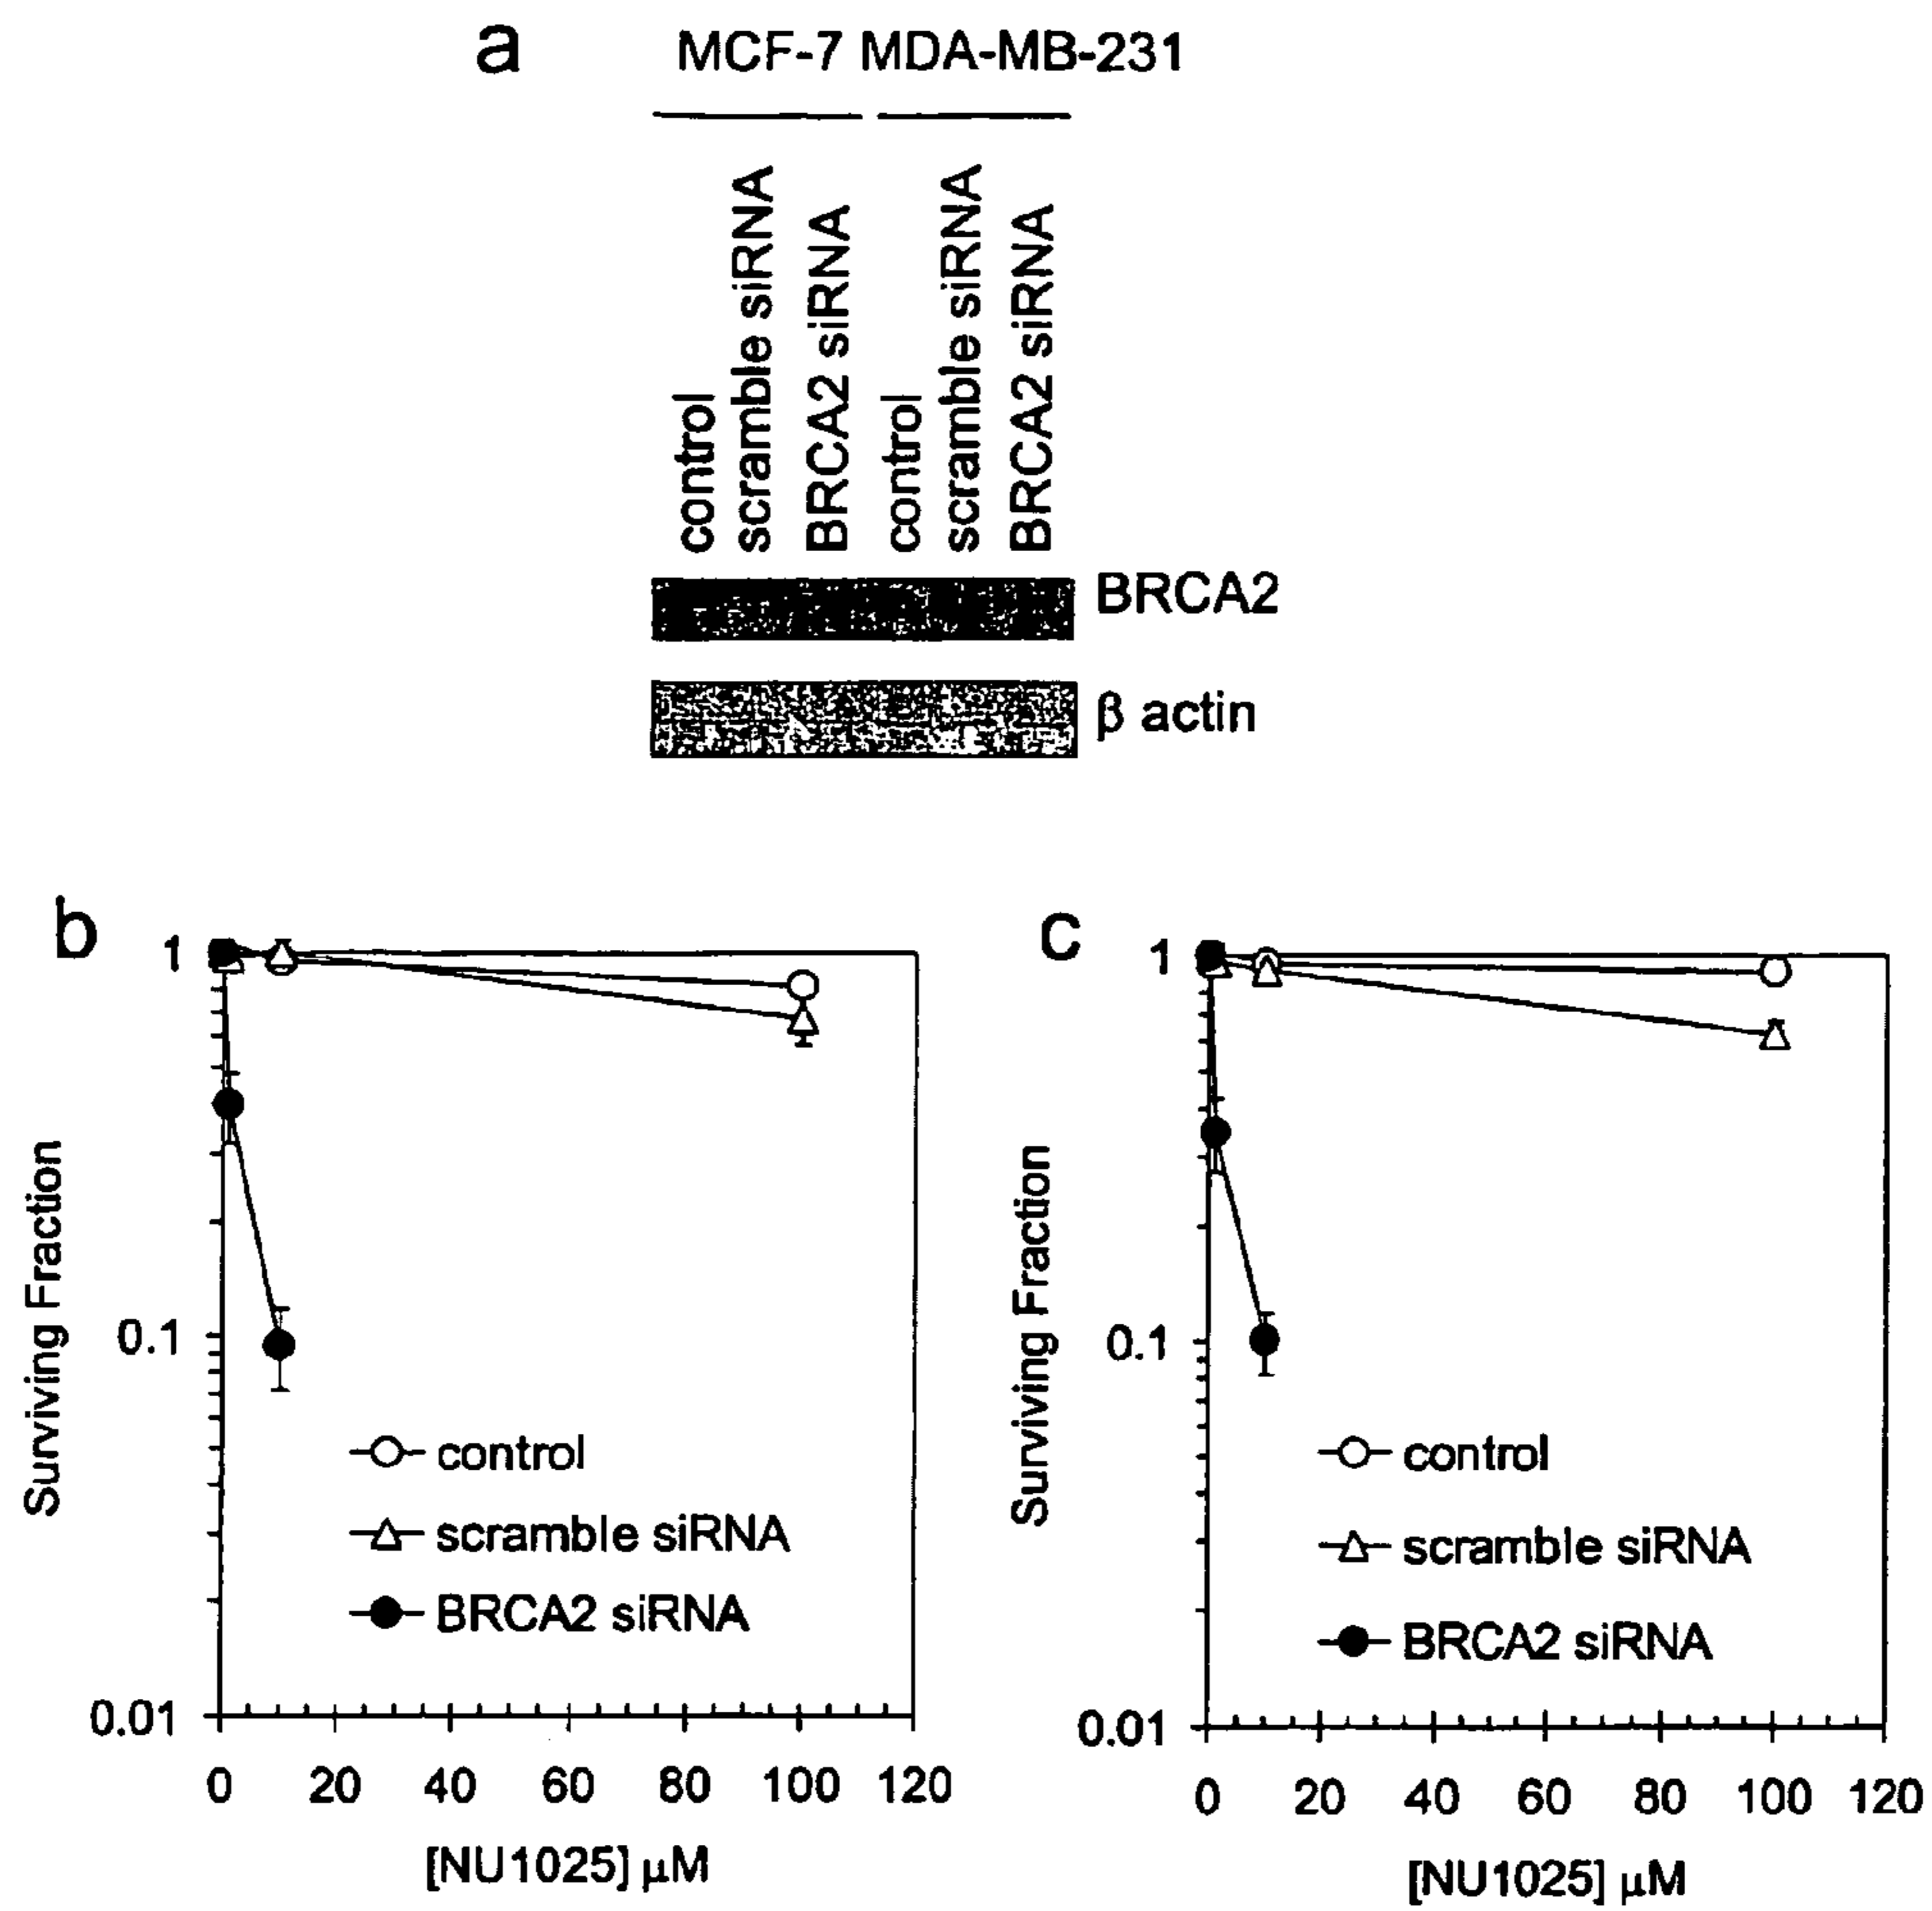 a
MCF-7 MDA-MB-231
control
scramble siRNA
BRCA2 siRNA
control
scramble siRNA
BRCA2 siRNA
BRCA2
β actin
b
1
0.1
0.01
Surviving Fraction
control
scramble siRNA
BRCA2 siRNA
0 20 40 60 80 100 120
[NU1025] μM
c
1
0.1
0.01
Surviving Fraction
control
scramble siRNA
BRCA2 siRNA
0 20 40 60 80 100 120
[NU1025] μM